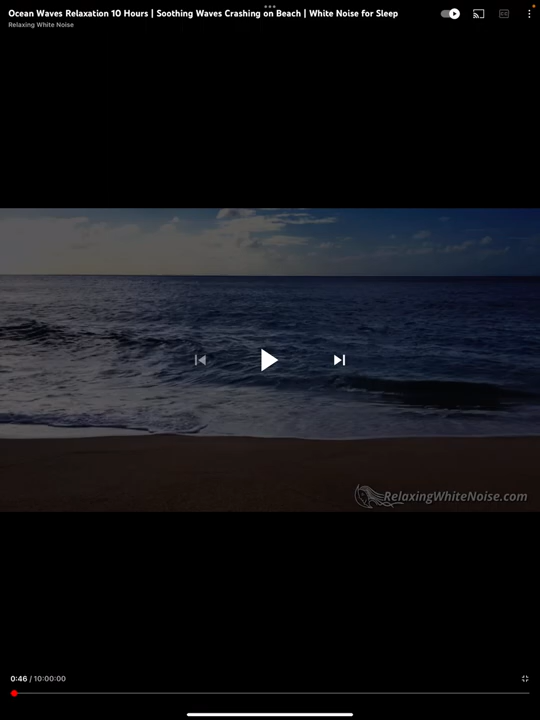 Ocean Waves Relaxation 10 Hours | Soothing Waves Crashing on Beach | White Noise for Sleep
Relaxing White Noise
RelaxingWhiteNoise.com
0:46 / 10:00:00